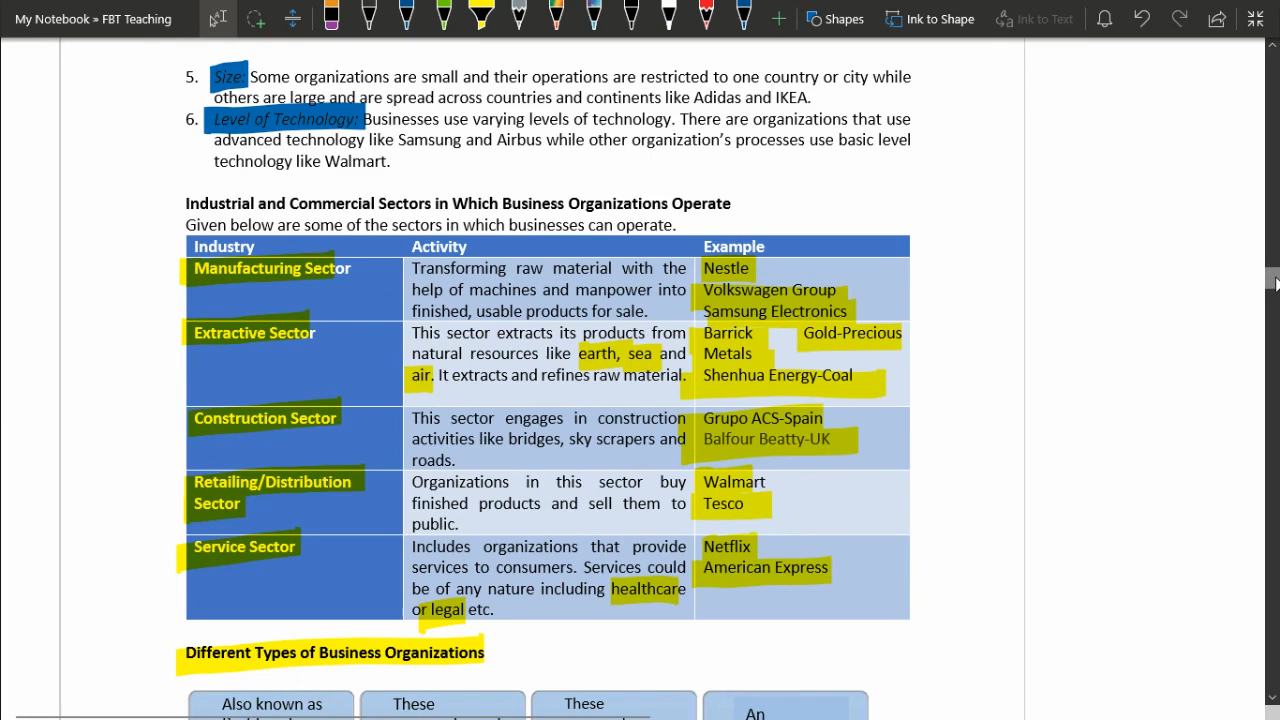 My Notebook » FBT Teaching
Shapes
Ink to Shape
Ink to Text
5. Size: Some organizations are small and their operations are restricted to one country or city while
others are large and are spread across countries and continents like Adidas and IKEA.
6. Level of Technology: Businesses use varying levels of technology. There are organizations that use
advanced technology like Samsung and Airbus while other organization's processes use basic level
technology like Walmart.
Industrial and Commercial Sectors in Which Business Organizations Operate
Given below are some of the sectors in which businesses can operate.
Industry Activity Example
Manufacturing Sector
Transforming raw material with the
help of machines and manpower into
finished, usable products for sale.
Nestle
Volkswagen Group
Samsung Electronics
Extractive Sector
This sector extracts its products from
natural resources like earth, sea and
air. It extracts and refines raw material.
Barrick Gold-Precious
Metals
Shenhua Energy-Coal
Construction Sector
This sector engages in construction
activities like bridges, sky scrapers and
roads.
Grupo ACS-Spain
Balfour Beatty-UK
Retailing/Distribution
Sector
Organizations in this sector buy
finished products and sell them to
public.
Walmart
Tesco
Service Sector
Includes organizations that provide
services to consumers. Services could
be of any nature including healthcare
or legal etc.
Netflix
American Express
Different Types of Business Organizations
Also known as
These
These
An